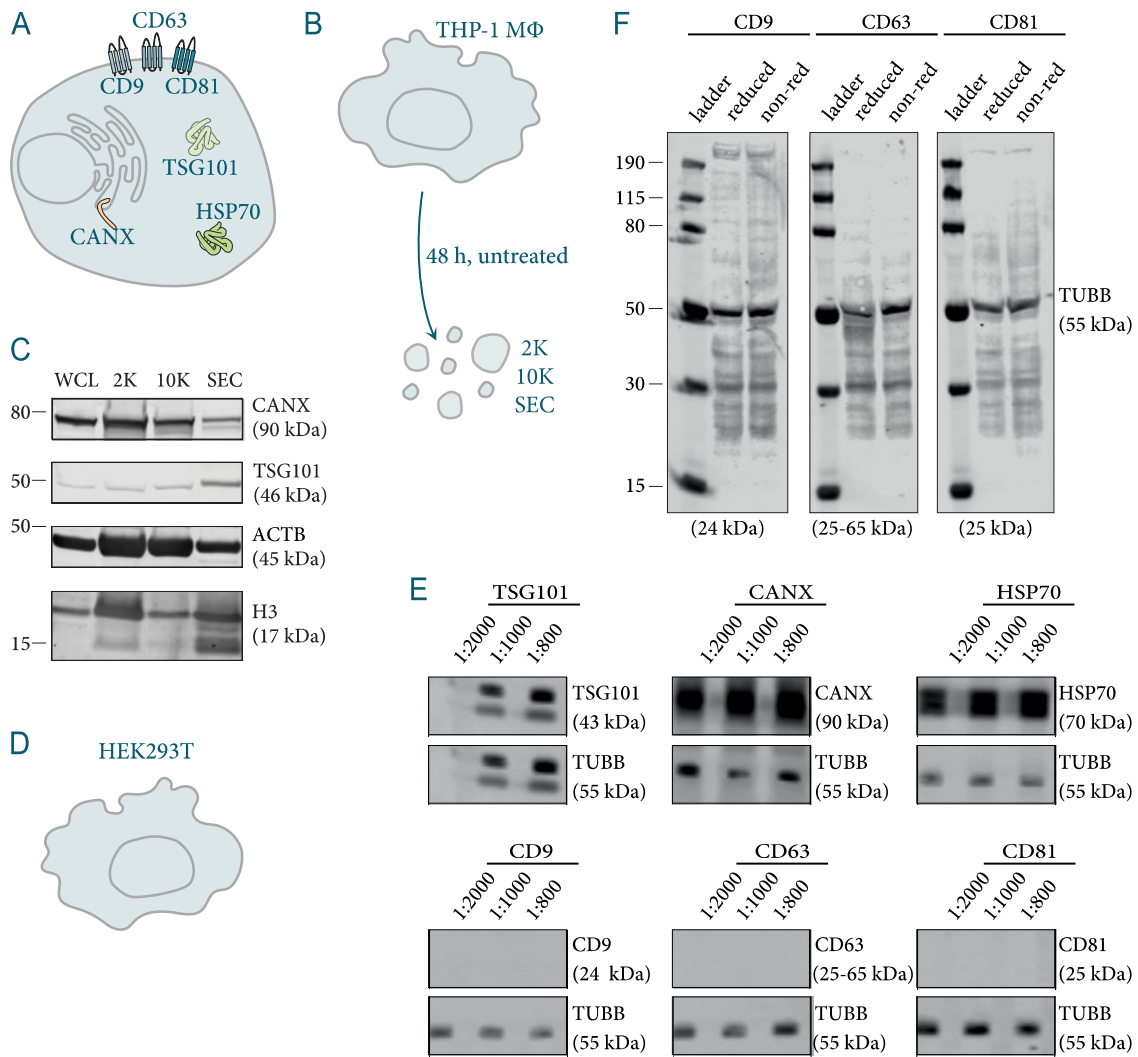 A
CD63
CD9
CD81
TSG101
HSP70
CANX
B
THP-1 MΦ
48 h, untreated
2K
10K
SEC
C
WCL 2K 10K SEC
80
CANX
(90 kDa)
50
TSG101
(46 kDa)
50
ACTB
(45 kDa)
H3
(17 kDa)
15
D
HEK293T
F
CD9 CD63 CD81
ladder reduced non-red ladder reduced non-red ladder reduced non-red
190
115
80
50
30
15
TUBB
(55 kDa)
(24 kDa) (25-65 kDa) (25 kDa)
E
TSG101 CANX HSP70
1:2000 1:1000 1:800 1:2000 1:1000 1:800 1:2000 1:1000 1:800
TSG101 CANX HSP70
(43 kDa) (90 kDa) (70 kDa)
TUBB TUBB TUBB
(55 kDa) (55 kDa) (55 kDa)
CD9 CD63 CD81
1:2000 1:1000 1:800 1:2000 1:1000 1:800 1:2000 1:1000 1:800
CD9 CD63 CD81
(24 kDa) (25-65 kDa) (25 kDa)
TUBB TUBB TUBB
(55 kDa) (55 kDa) (55 kDa)